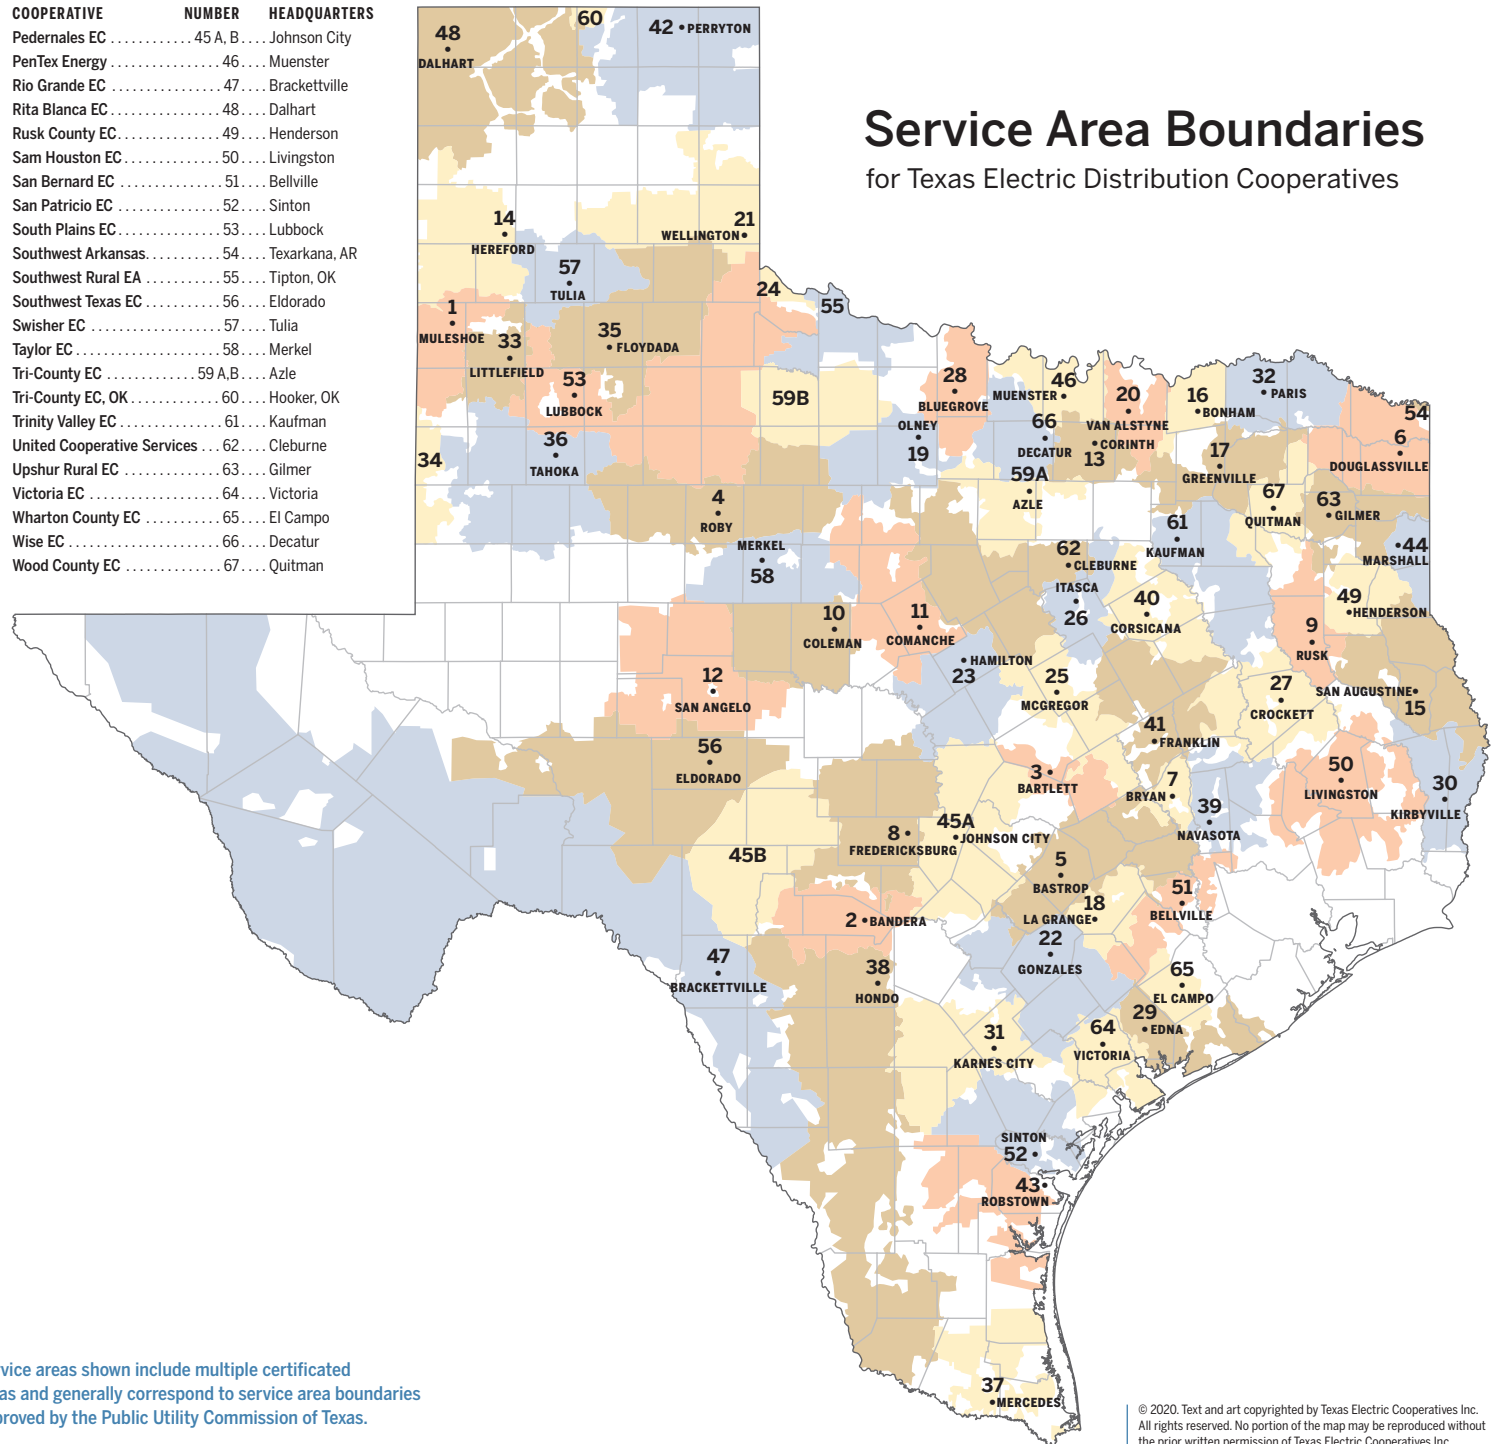 COOPERATIVE NUMBER HEADQUARTERS
Pedernales EC ............ 45 A, B .... Johnson City
PenTex Energy ................ 46 .... Muenster
Rio Grande EC ................ 47 .... Brackettville
Rita Blanca EC ............... 48 .... Dalhart
Rusk County EC ............... 49 .... Henderson
Sam Houston EC ............... 50 .... Livingston
San Bernard EC ............... 51 .... Bellville
San Patricio EC .............. 52 .... Sinton
South Plains EC .............. 53 .... Lubbock
Southwest Arkansas ........... 54 .... Texarkana, AR
Southwest Rural EA ........... 55 .... Tipton, OK
Southwest Texas EC ........... 56 .... Eldorado
Swisher EC ................... 57 .... Tulia
Taylor EC .................... 58 .... Merkel
Tri-County EC ............ 59 A,B .... Azle
Tri-County EC, OK ............ 60 .... Hooker, OK
Trinity Valley EC ............ 61 .... Kaufman
United Cooperative Services ... 62 .... Cleburne
Upshur Rural EC .............. 63 .... Gilmer
Victoria EC .................. 64 .... Victoria
Wharton County EC ............ 65 .... El Campo
Wise EC ...................... 66 .... Decatur
Wood County EC ............... 67 .... Quitman
Service Area Boundaries
for Texas Electric Distribution Cooperatives
48
DALHART
60
42 PERRYTON
14
HEREFORD
21
WELLINGTON
57
TULIA
24
55
1
MULESHOE
33
LITTLEFIELD
35
FLOYDADA
53
LUBBOCK
59B
28
BLUEGROVE
46
MUENSTER
20
VAN ALSTYNE
16
BONHAM
32
PARIS
54
6
DOUGLASSVILLE
34
36
TAHOKA
OLNEY
19
66
DECATUR
CORINTH
13
17
GREENVILLE
59A
AZLE
67
QUITMAN
63
GILMER
4
ROBY
61
KAUFMAN
44
MARSHALL
MERKEL
58
62
CLEBURNE
ITASCA
26
40
CORSICANA
49
HENDERSON
10
COLEMAN
11
COMANCHE
9
RUSK
HAMILTON
23
12
SAN ANGELO
25
MCGREGOR
27
CROCKETT
SAN AUGUSTINE
15
41
FRANKLIN
56
ELDORADO
3
BARTLETT
7
BRYAN
39
NAVASOTA
50
LIVINGSTON
30
KIRBYVILLE
8
FREDERICKSBURG
45A
JOHNSON CITY
45B
5
BASTROP
18
LA GRANGE
51
BELLVILLE
2 BANDERA
22
GONZALES
47
BRACKETTVILLE
38
HONDO
65
EL CAMPO
29
EDNA
31
KARNES CITY
64
VICTORIA
SINTON
52
43
ROBSTOWN
37
MERCEDES
vice areas shown include multiple certificated
as and generally correspond to service area boundaries
proved by the Public Utility Commission of Texas.
© 2020. Text and art copyrighted by Texas Electric Cooperatives Inc.
All rights reserved. No portion of the map may be reproduced without
the prior written permission of Texas Electric Cooperatives Inc.